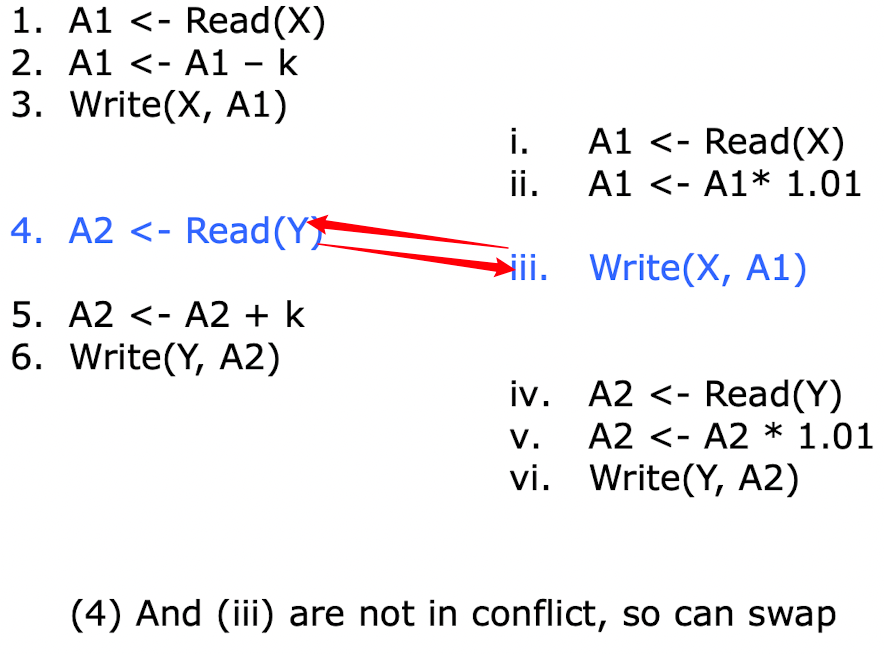 1. A1 <- Read(X)
2. A1 <- A1 – k
3. Write(X, A1)
i. A1 <- Read(X)
ii. A1 <- A1* 1.01
4. A2 <- Read(Y)
iii. Write(X, A1)
5. A2 <- A2 + k
6. Write(Y, A2)
iv. A2 <- Read(Y)
v. A2 <- A2 * 1.01
vi. Write(Y, A2)
(4) And (iii) are not in conflict, so can swap